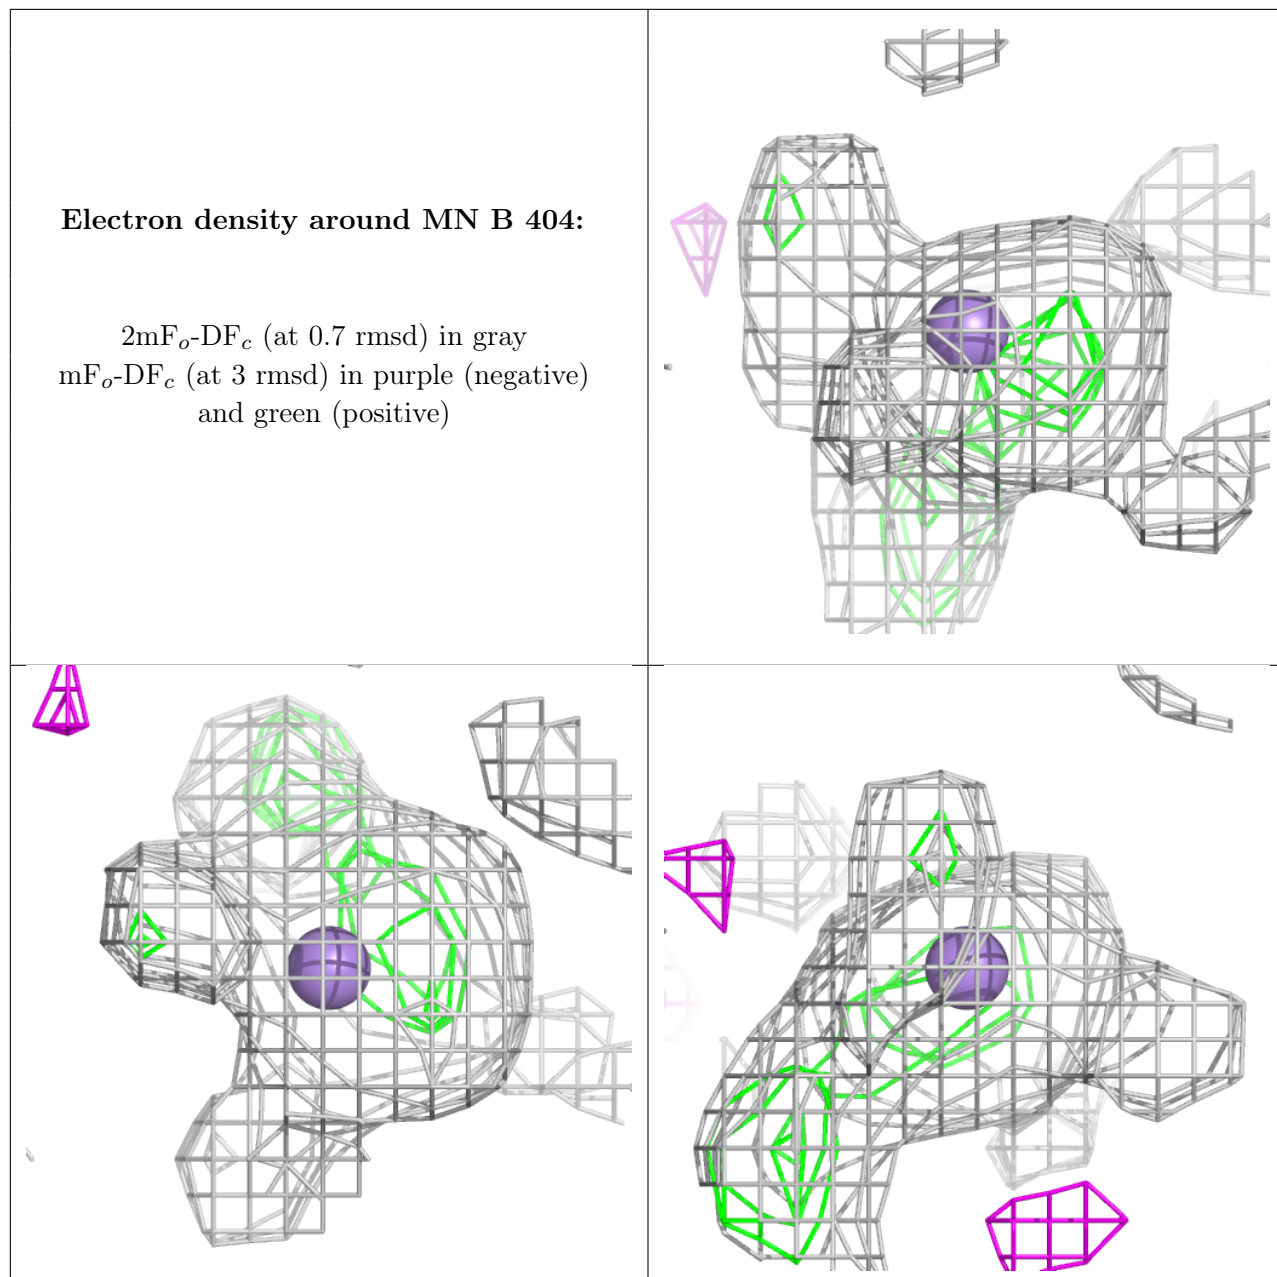 Electron density around MN B 404:
2mFo-DFc (at 0.7 rmsd) in gray
mFo-DFc (at 3 rmsd) in purple (negative)
and green (positive)